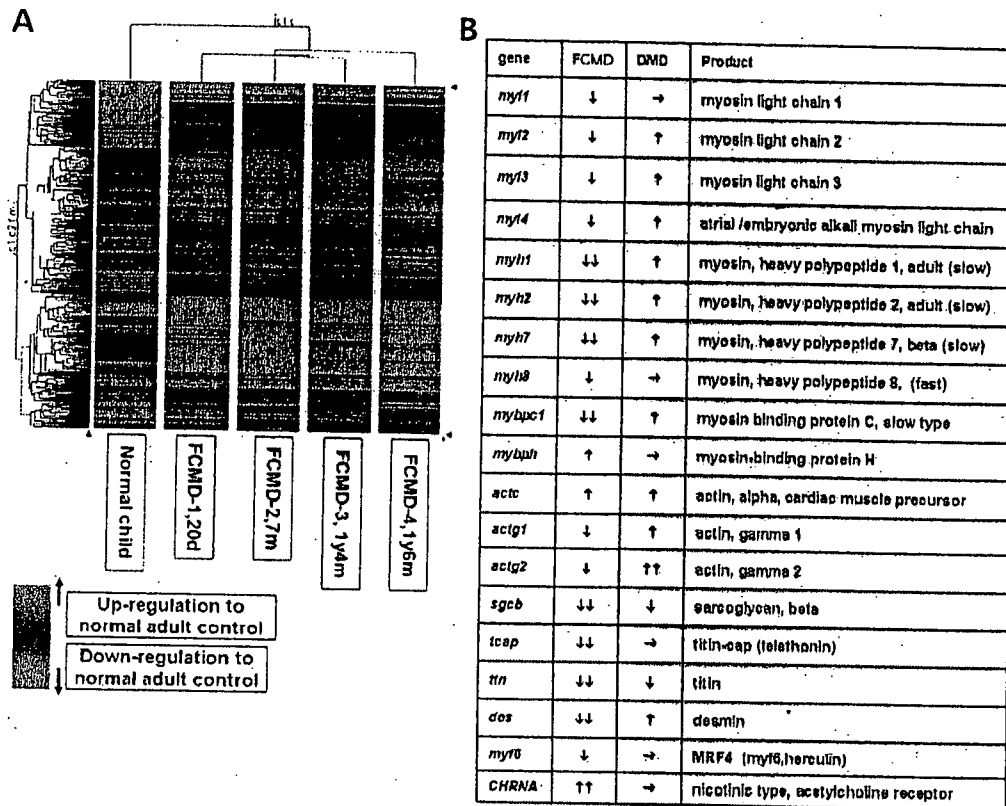 A
Normal child
FCMD-1,20d
FCMD-2,7m
FCMD-3, 1y4m
FCMD-4, 1y6m
Up-regulation to
normal adult control
Down-regulation to
normal adult control
B
gene FCMD DMD Product
myl1 ↓ → myosin light chain 1
myl2 ↓ ↑ myosin light chain 2
myl3 ↓ ↑ myosin light chain 3
myl4 ↓ ↑ atrial /embryonic alkali myosin light chain
myh1 ↓↓ ↑ myosin, heavy polypeptide 1, adult (slow)
myh2 ↓↓ ↑ myosin, heavy polypeptide 2, adult (slow)
myh7 ↓↓ ↑ myosin, heavy polypeptide 7, beta (slow)
myh8 ↓ → myosin, heavy polypeptide 8, (fast)
mybpc1 ↓↓ ↑ myosin binding protein C, slow type
mybph ↑ → myosin-binding protein H
actc ↑ ↑ actin, alpha, cardiac muscle precursor
actg1 ↓ ↑ actin, gamma 1
actg2 ↓ ↑↑ actin, gamma 2
sgcb ↓↓ ↓ sarcoglycan, beta
tcap ↓↓ → titin-cap (telethonin)
ttn ↓↓ ↓ titin
des ↓↓ ↑ desmin
myf6 ↓ → MRF4 (myf6,herculin)
CHRNA ↑↑ → nicotinic type, acetylcholine receptor